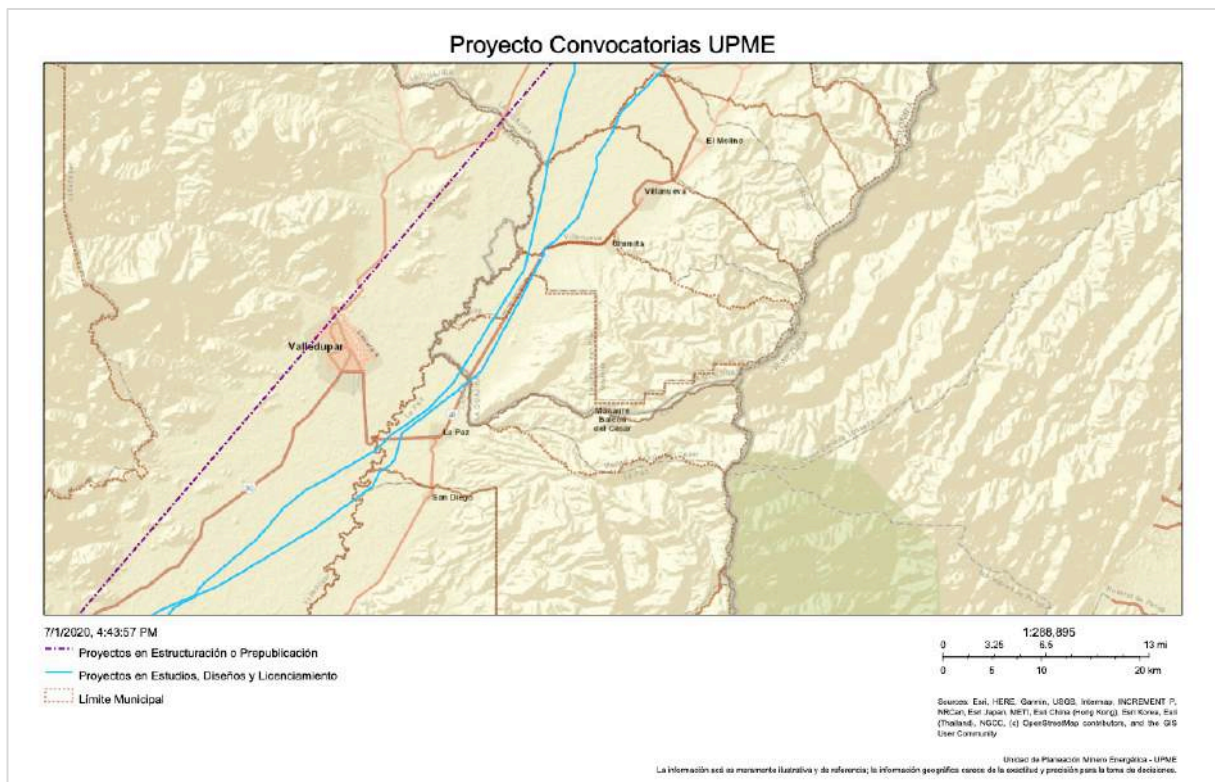 Proyecto Convocatorias UPME
El Molino
Villanueva
Urumita
Valledupar
Manaure
Balcón
del Cesar
La Paz
San Diego
7/1/2020, 4:43:57 PM
Proyectos en Estructuración o Prepublicación
Proyectos en Estudios, Diseños y Licenciamiento
Límite Municipal
1:288,895
0 3.25 6.5 13 mi
0 5 10 20 km
Sources: Esri, HERE, Garmin, USGS, Intermap, INCREMENT P,
NRCan, Esri Japan, METI, Esri China (Hong Kong), Esri Korea, Esri
(Thailand), NGCC, (c) OpenStreetMap contributors, and the GIS
User Community
Unidad de Planeación Minero Energética - UPME
La información acá es meramente ilustrativa y de referencia; la información geográfica carece de la exactitud y precisión para la toma de decisiones.